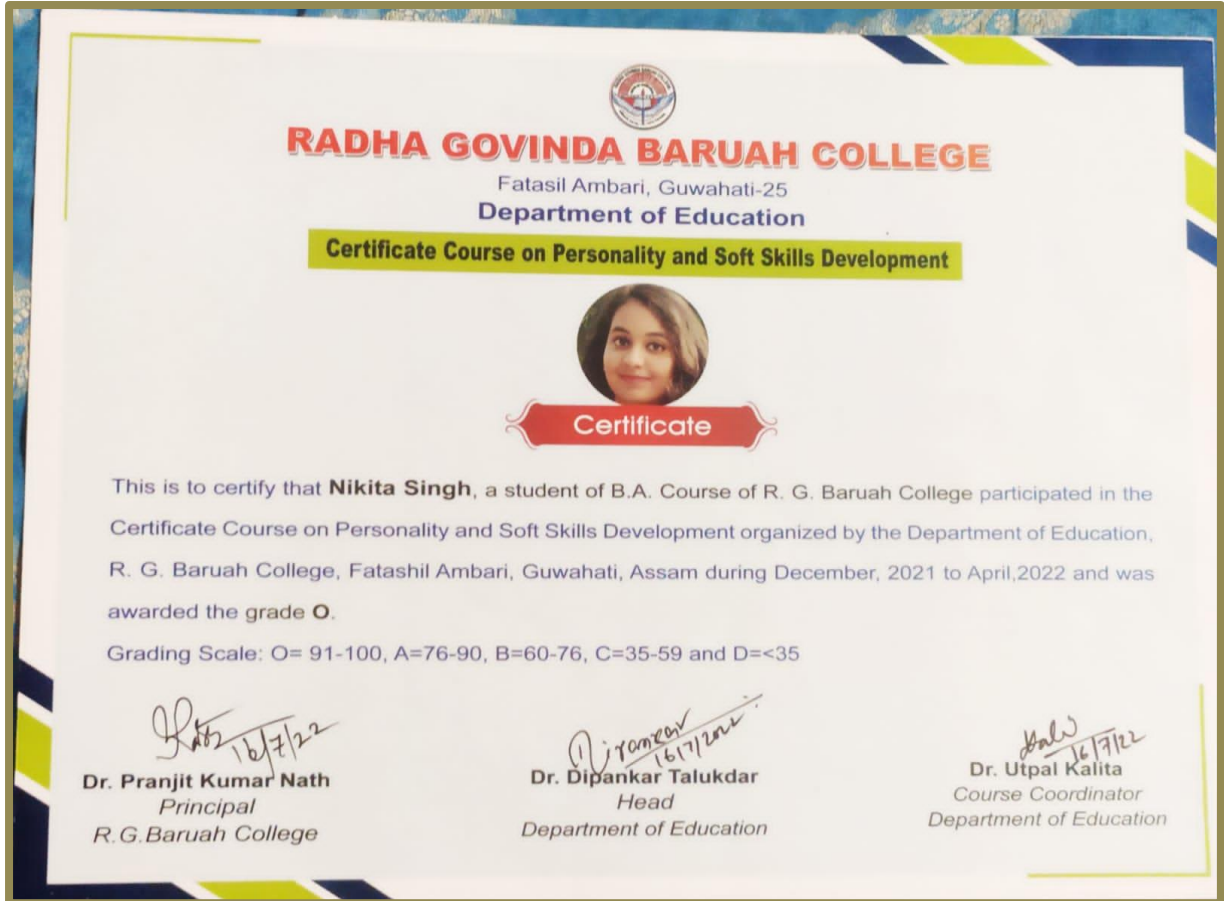 RADHA GOVINDA BARUAH COLLEGE
Fatasil Ambari, Guwahati-25
Department of Education
Certificate Course on Personality and Soft Skills Development
Certificate
This is to certify that Nikita Singh, a student of B.A. Course of R. G. Baruah College participated in the
Certificate Course on Personality and Soft Skills Development organized by the Department of Education,
R. G. Baruah College, Fatashil Ambari, Guwahati, Assam during December, 2021 to April,2022 and was
awarded the grade O.
Grading Scale: O= 91-100, A=76-90, B=60-76, C=35-59 and D=<35
16/7/22
Dr. Pranjit Kumar Nath
Principal
R.G.Baruah College
16/7/2022
Dr. Dipankar Talukdar
Head
Department of Education
16/7/22
Dr. Utpal Kalita
Course Coordinator
Department of Education